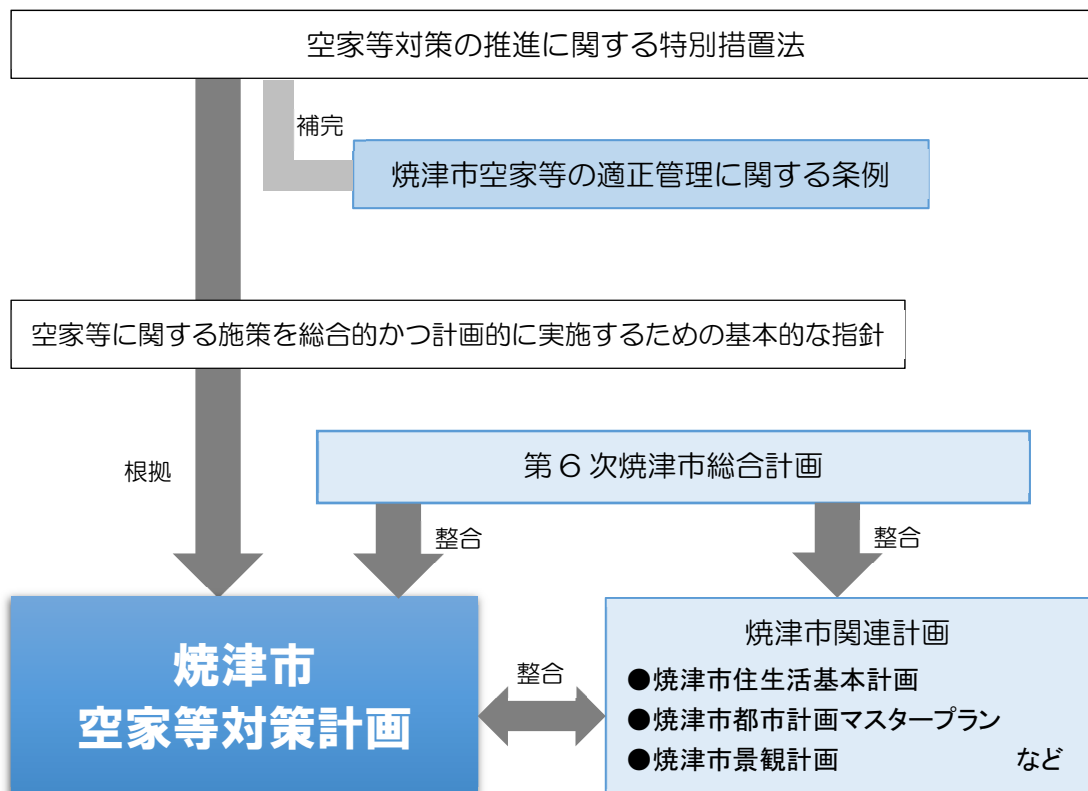 空家等対策の推進に関する特別措置法
補完
焼津市空家等の適正管理に関する条例
空家等に関する施策を総合的かつ計画的に実施するための基本的な指針
根拠
第6次焼津市総合計画
整合
整合
焼津市
空家等対策計画
整合
焼津市関連計画
●焼津市住生活基本計画
●焼津市都市計画マスタープラン
●焼津市景観計画 など